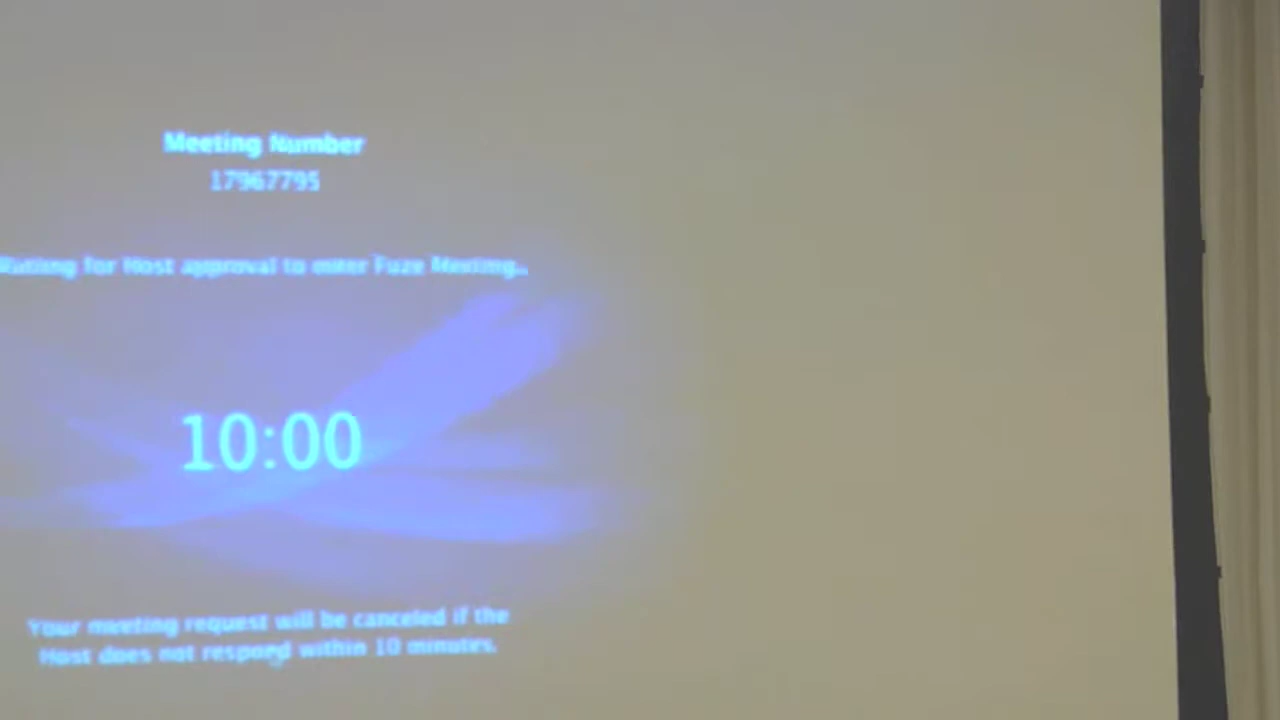 Meeting Number
17967795
Waiting for Host approval to enter Fuze Meeting...
10:00
Your meeting request will be canceled if the
Host does not respond within 10 minutes.